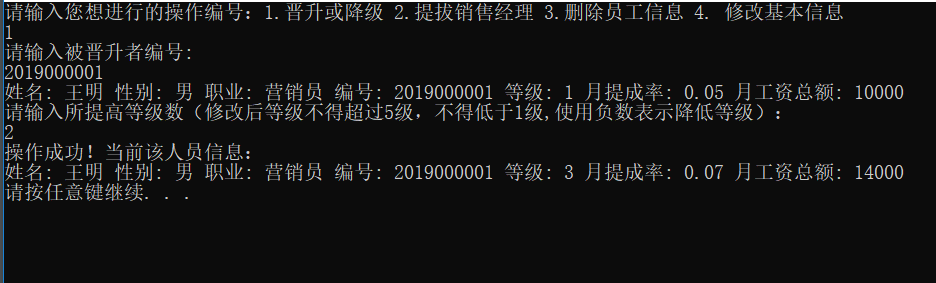 请输入您想进行的操作编号：1.晋升或降级 2.提拔销售经理 3.删除员工信息 4. 修改基本信息
1
请输入被晋升者编号:
2019000001
姓名: 王明 性别: 男 职业: 营销员 编号: 2019000001 等级: 1 月提成率: 0.05 月工资总额: 10000
请输入所提高等级数（修改后等级不得超过5级，不得低于1级,使用负数表示降低等级）：
2
操作成功！当前该人员信息：
姓名: 王明 性别: 男 职业: 营销员 编号: 2019000001 等级: 3 月提成率: 0.07 月工资总额: 14000
请按任意键继续. . .